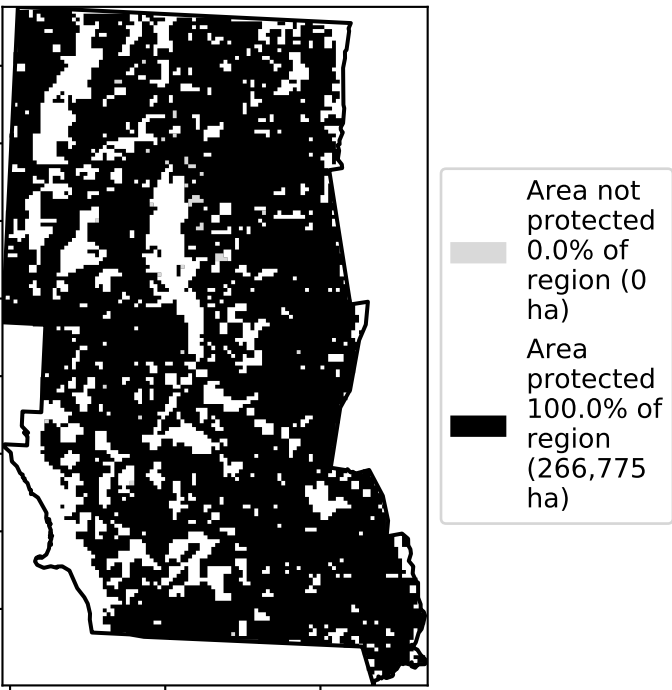 Area not
protected
0.0% of
region (0
ha)
Area
protected
100.0% of
region
(266,775
ha)